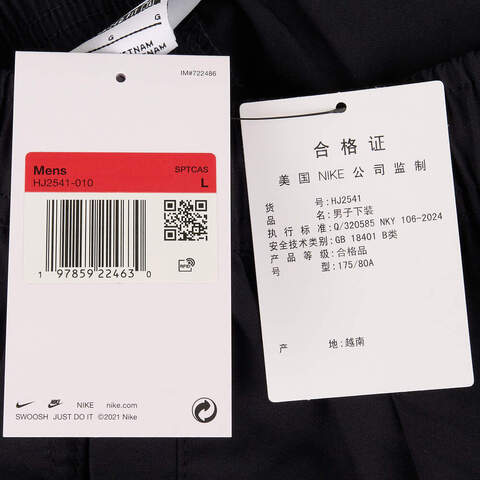 G
G
VIETNAM
IM#722486
Mens
SPTCAS
HJ2541-010
L
1 97859 22463 0
RFID
NIKE
nike.com
SWOOSH
JUST DO IT
©2021 Nike
合格证
美国 NIKE 公司监制
货号:HJ2541
品名:男子下装
执行标准:Q/320585 NKY 106-2024
安全技术类别:GB 18401 B类
产品等级:合格品
号型:175/80A
产地:越南